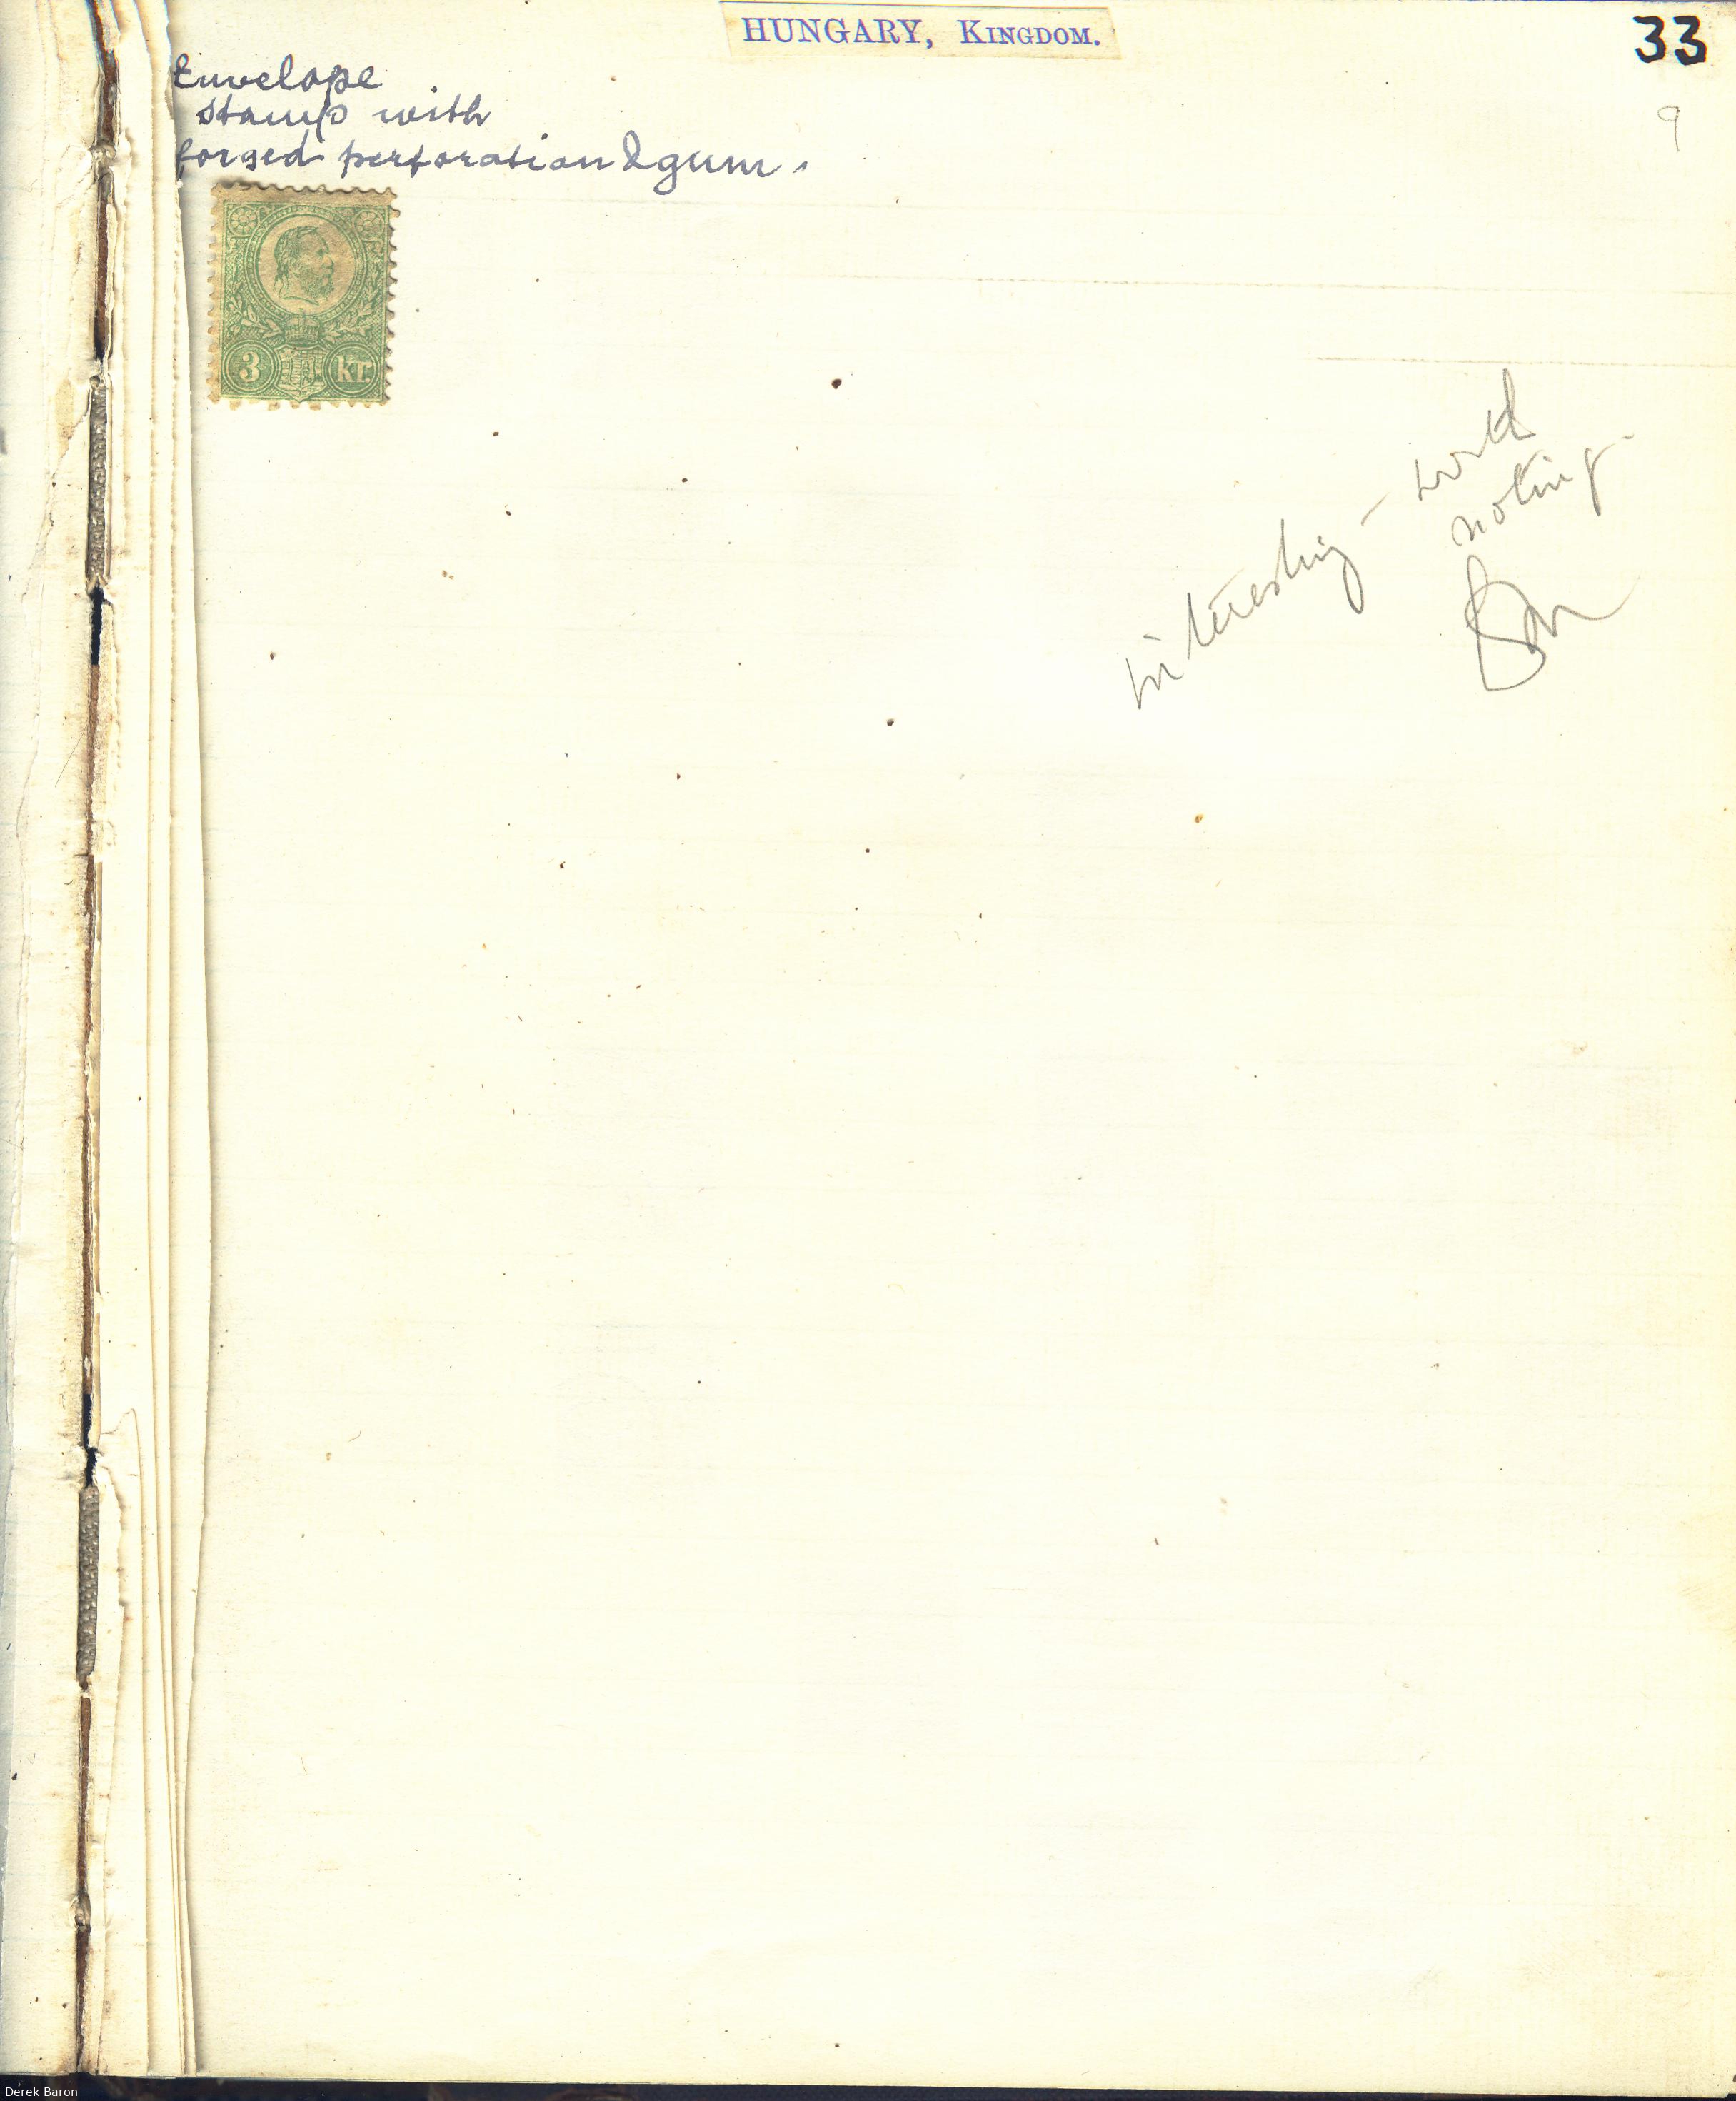 HUNGARY, KINGDOM.
33
9
Envelope
stamp with
forged perforation & gum.
3 kr.
interesting – worth
noting
Derek Baron